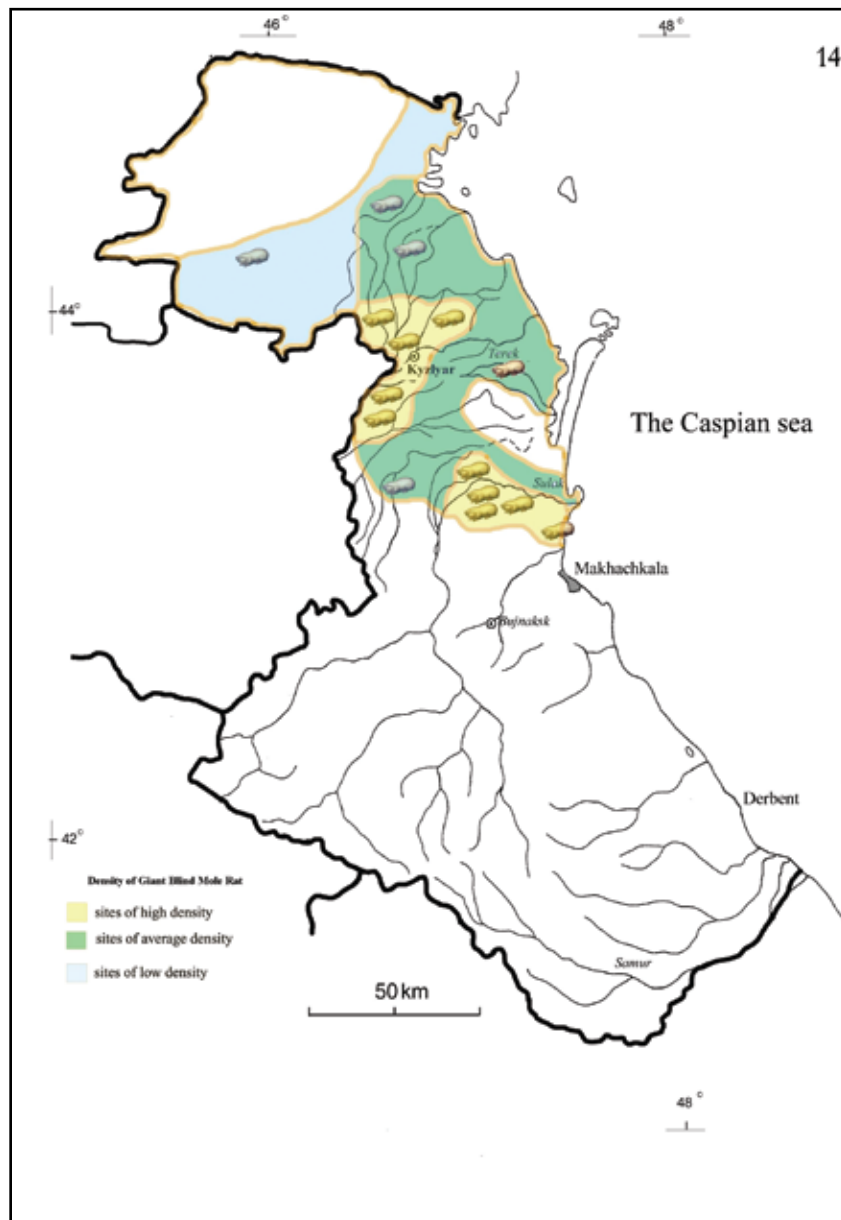 46°
48°
14
44°
Terek
Kyzlyar
The Caspian sea
Sulak
Makhachkala
Bujnaksk
Derbent
42°
Density of Giant Blind Mole Rat
sites of high density
sites of average density
sites of low density
Samur
50 km
48°